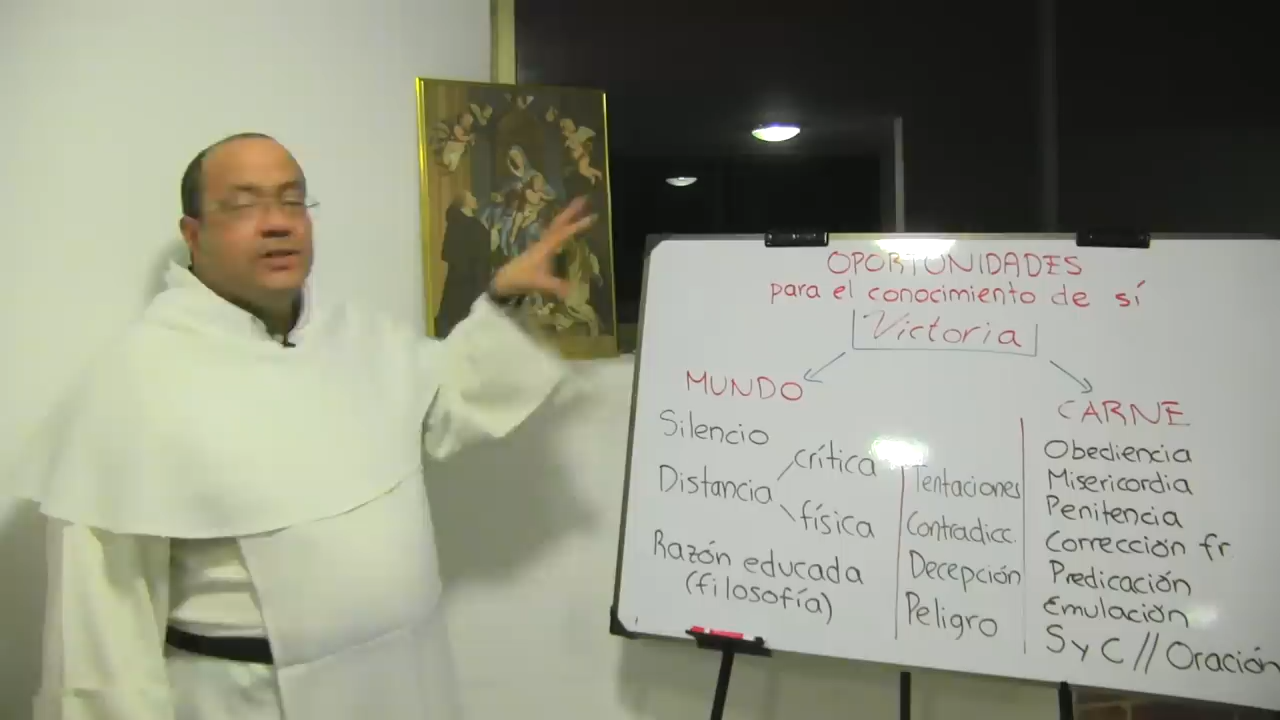 OPORTUNIDADES
para el conocimiento de sí
Victoria
MUNDO
Silencio
Distancia
crítica
física
Razón educada
(filosofía)
Tentaciones
Contradicc.
Decepción
Peligro
CARNE
Obediencia
Misericordia
Penitencia
Corrección fr.
Predicación
Emulación
S y C // Oración